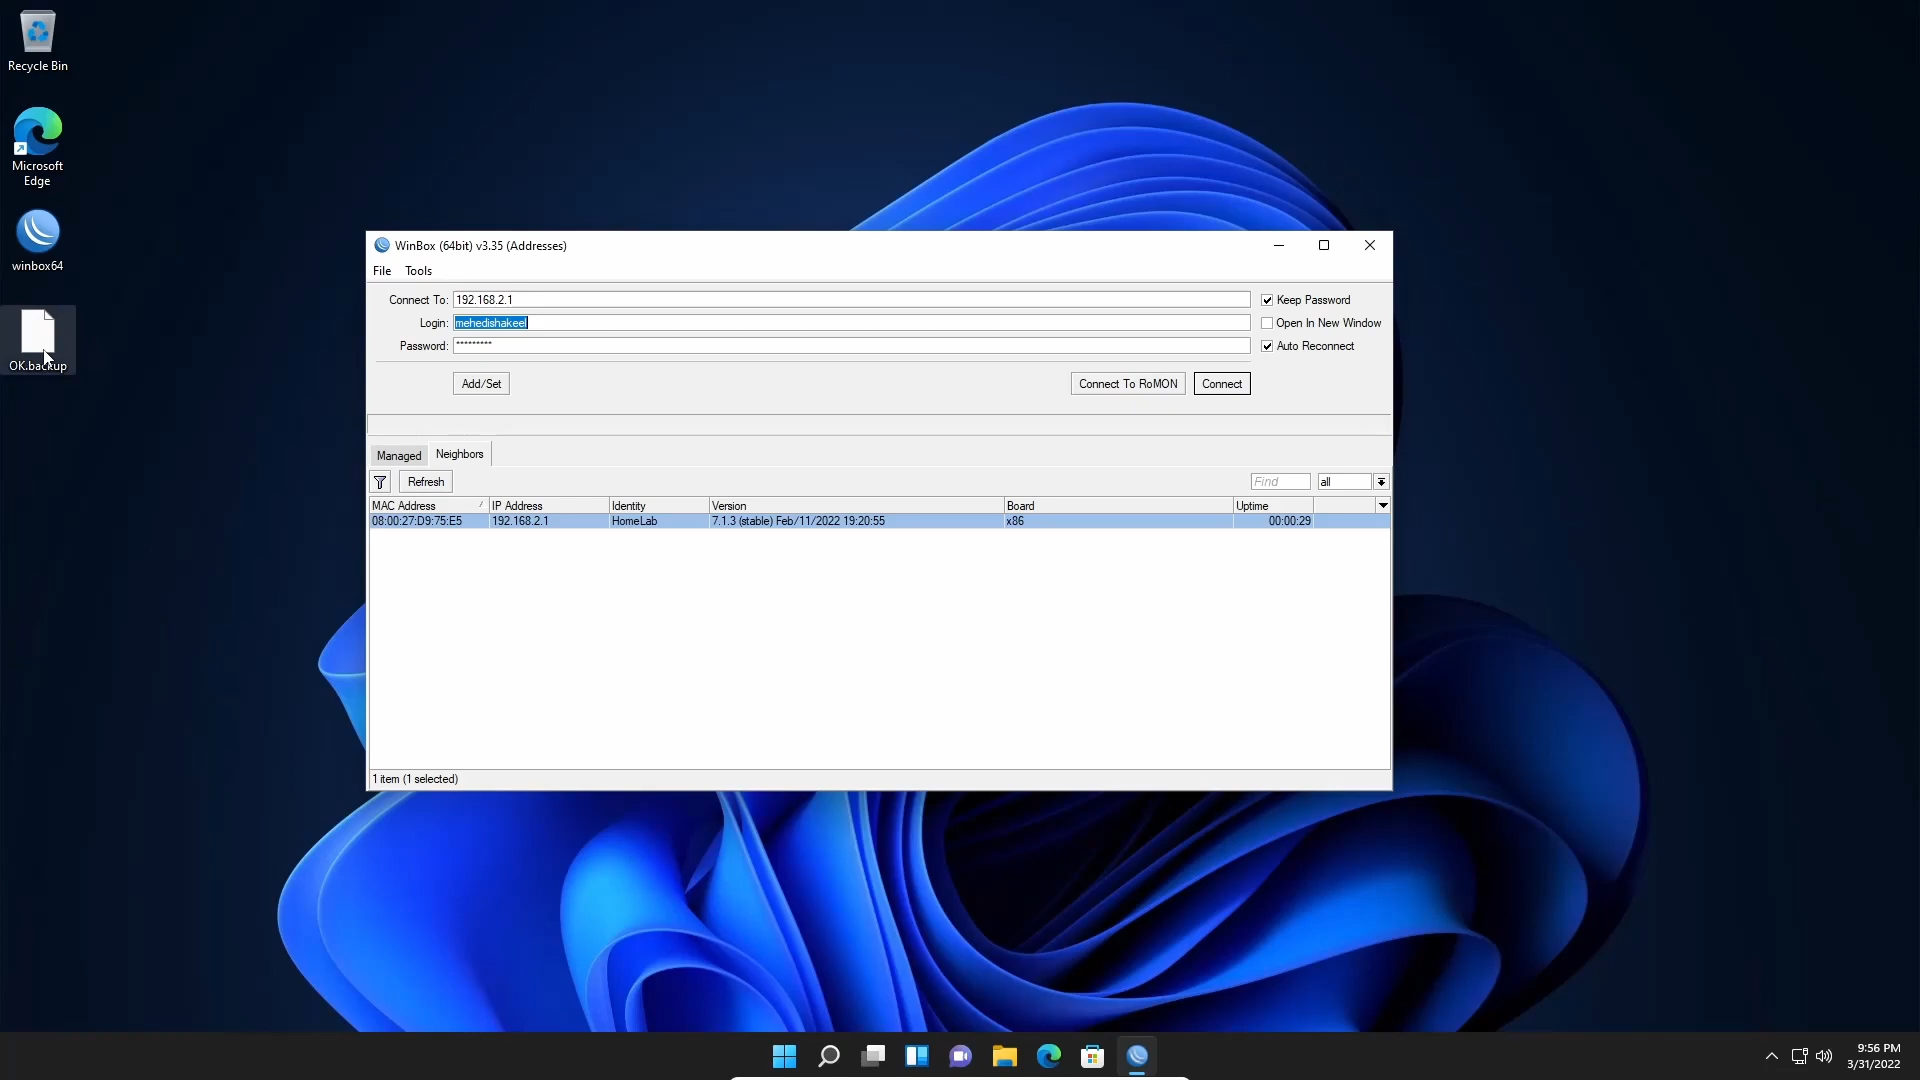 Recycle Bin
Microsoft
Edge
winbox64
OK.backup
WinBox (64bit) v3.35 (Addresses)
File Tools
Connect To: 192.168.2.1
Keep Password
Login: mehedishakeel
Open In New Window
Password: *********
Auto Reconnect
Add/Set
Connect To RoMON
Connect
Managed
Neighbors
Refresh
Find
all
MAC Address / IP Address Identity Version Board Uptime
08:00:27:D9:75:E5 192.168.2.1 HomeLab 7.1.3 (stable) Feb/11/2022 19:20:55 x86 00:00:29
1 item (1 selected)
9:56 PM
3/31/2022